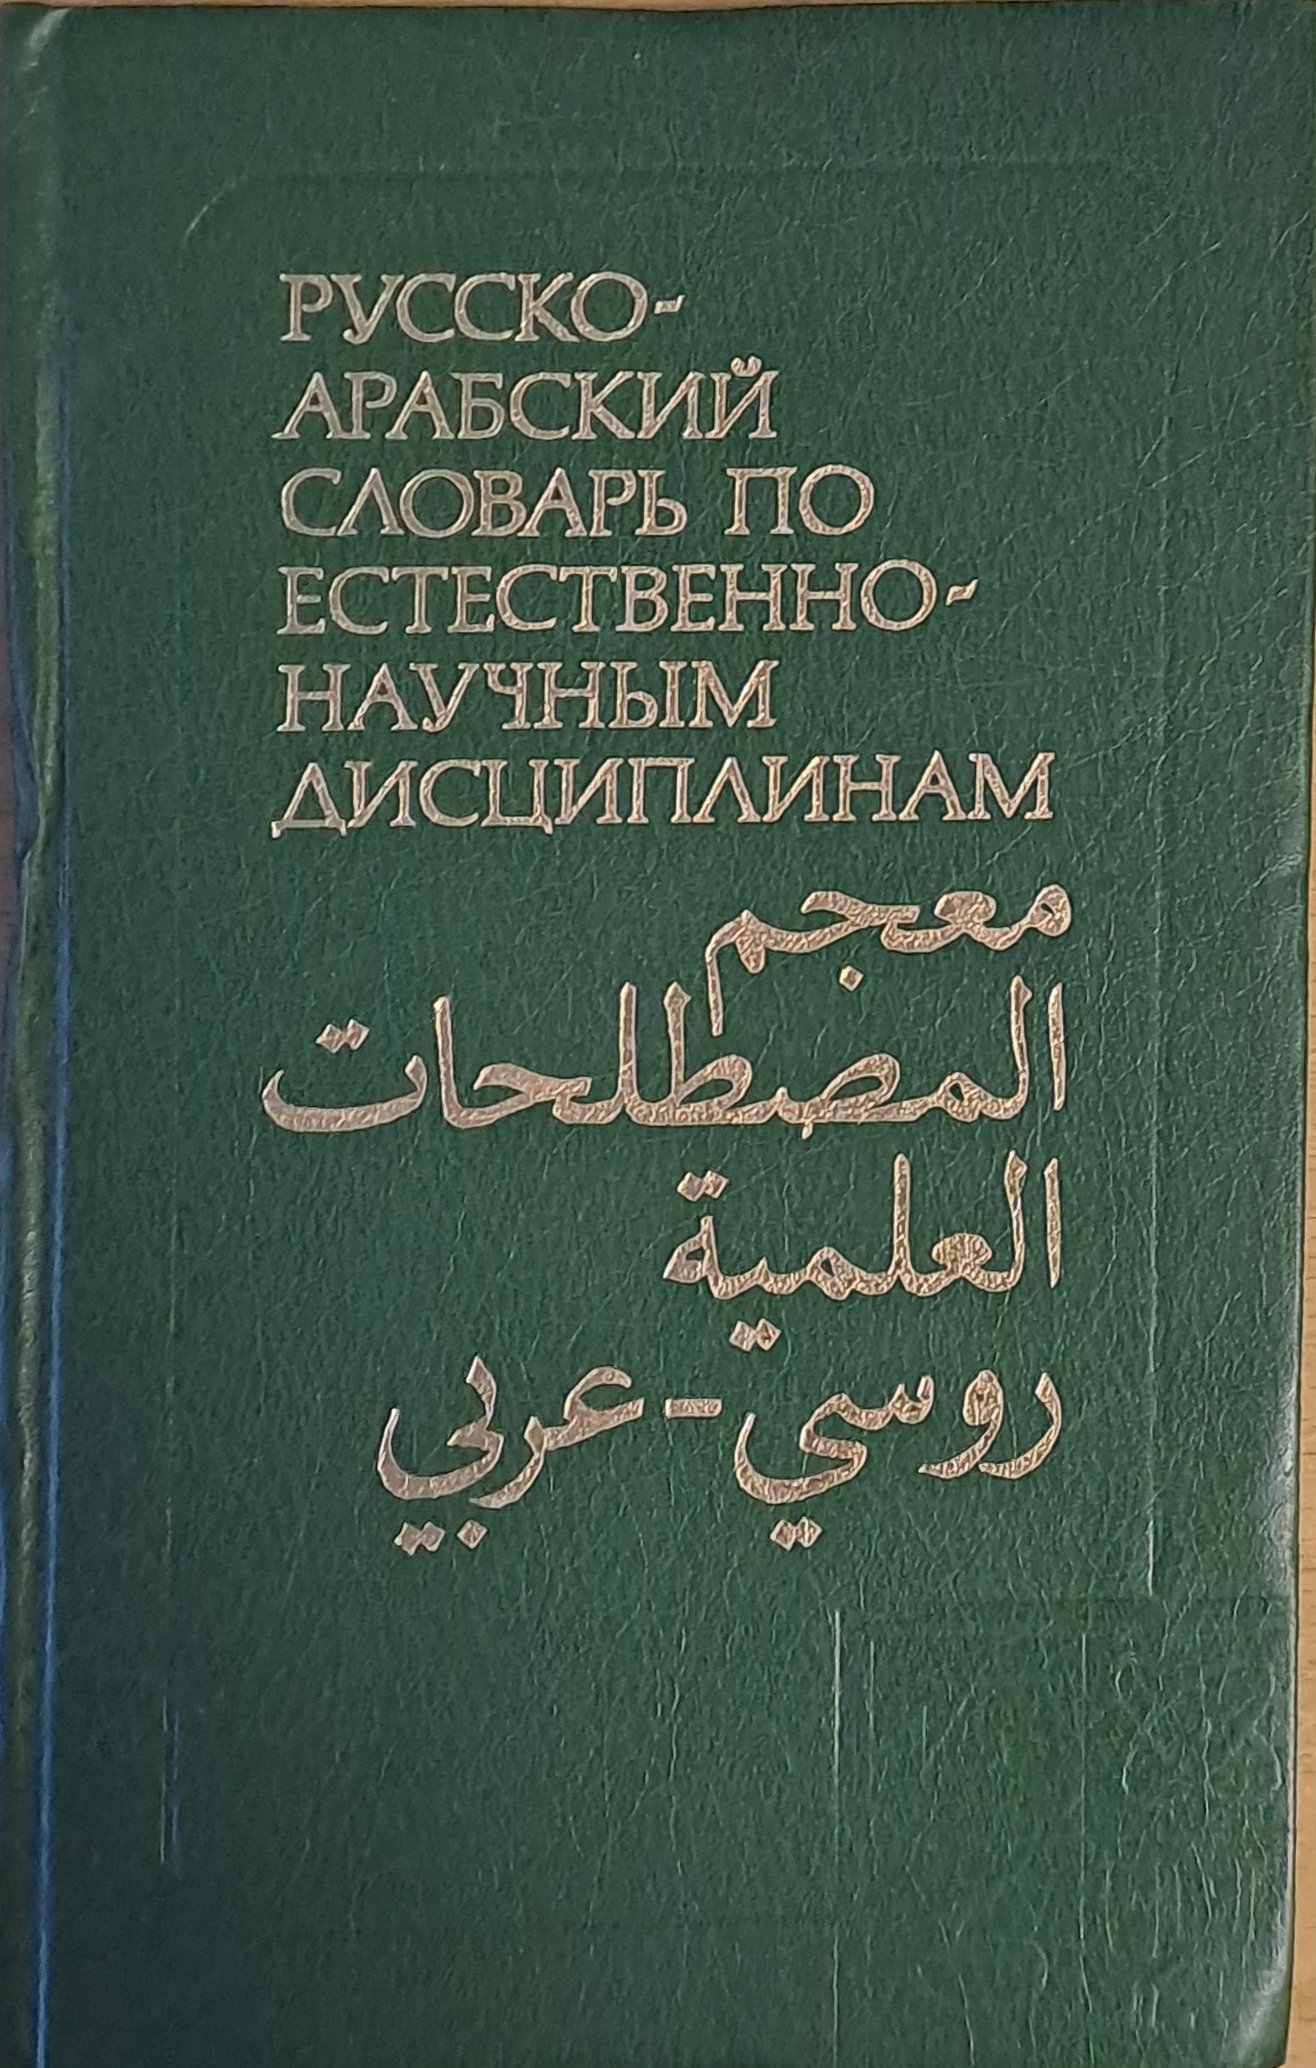 РУССКО-
АРАБСКИЙ
СЛОВАРЬ ПО
ЕСТЕСТВЕННО-
НАУЧНЫМ
ДИСЦИПЛИНАМ
معجم
المصطلحات
العلمية
روسي-عربي